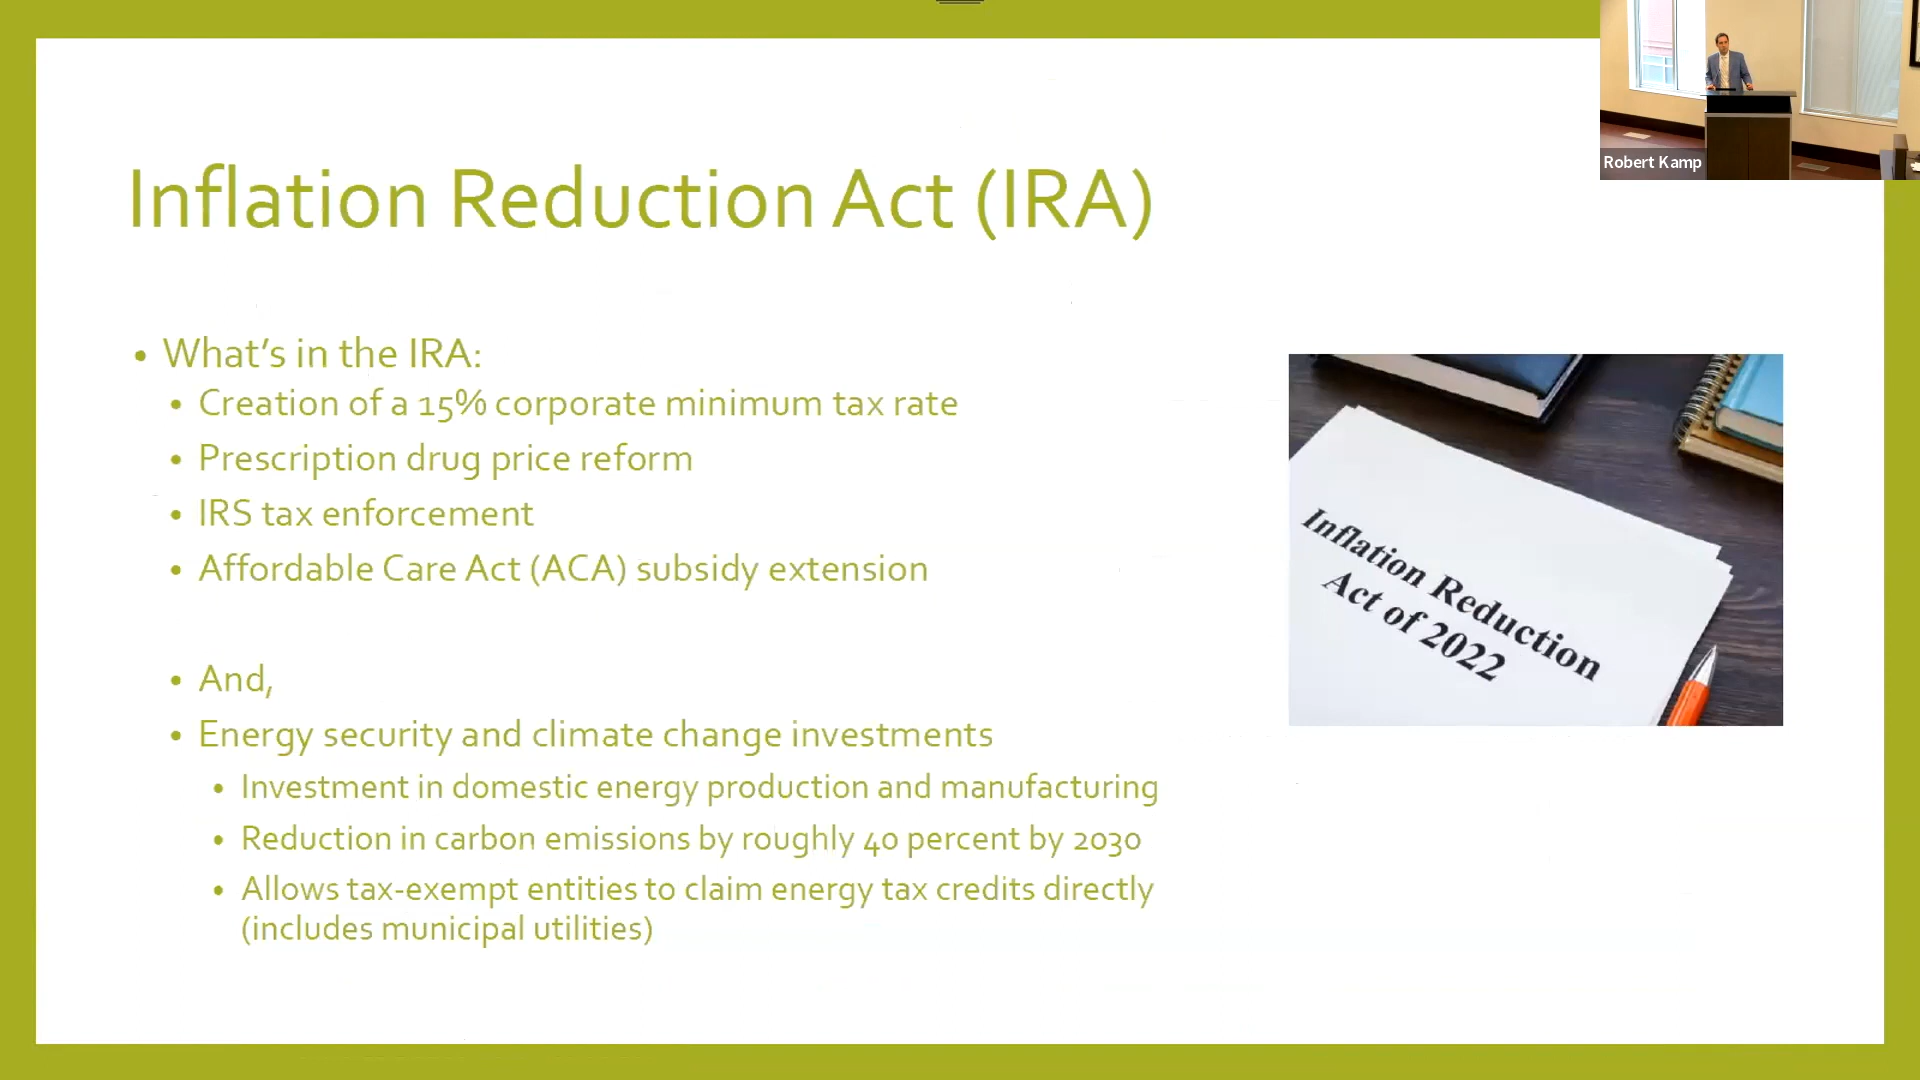 Robert Kamp
Inflation Reduction Act (IRA)
• What's in the IRA:
• Creation of a 15% corporate minimum tax rate
• Prescription drug price reform
• IRS tax enforcement
• Affordable Care Act (ACA) subsidy extension
• And,
• Energy security and climate change investments
• Investment in domestic energy production and manufacturing
• Reduction in carbon emissions by roughly 40 percent by 2030
• Allows tax-exempt entities to claim energy tax credits directly
(includes municipal utilities)
Inflation Reduction
Act of 2022